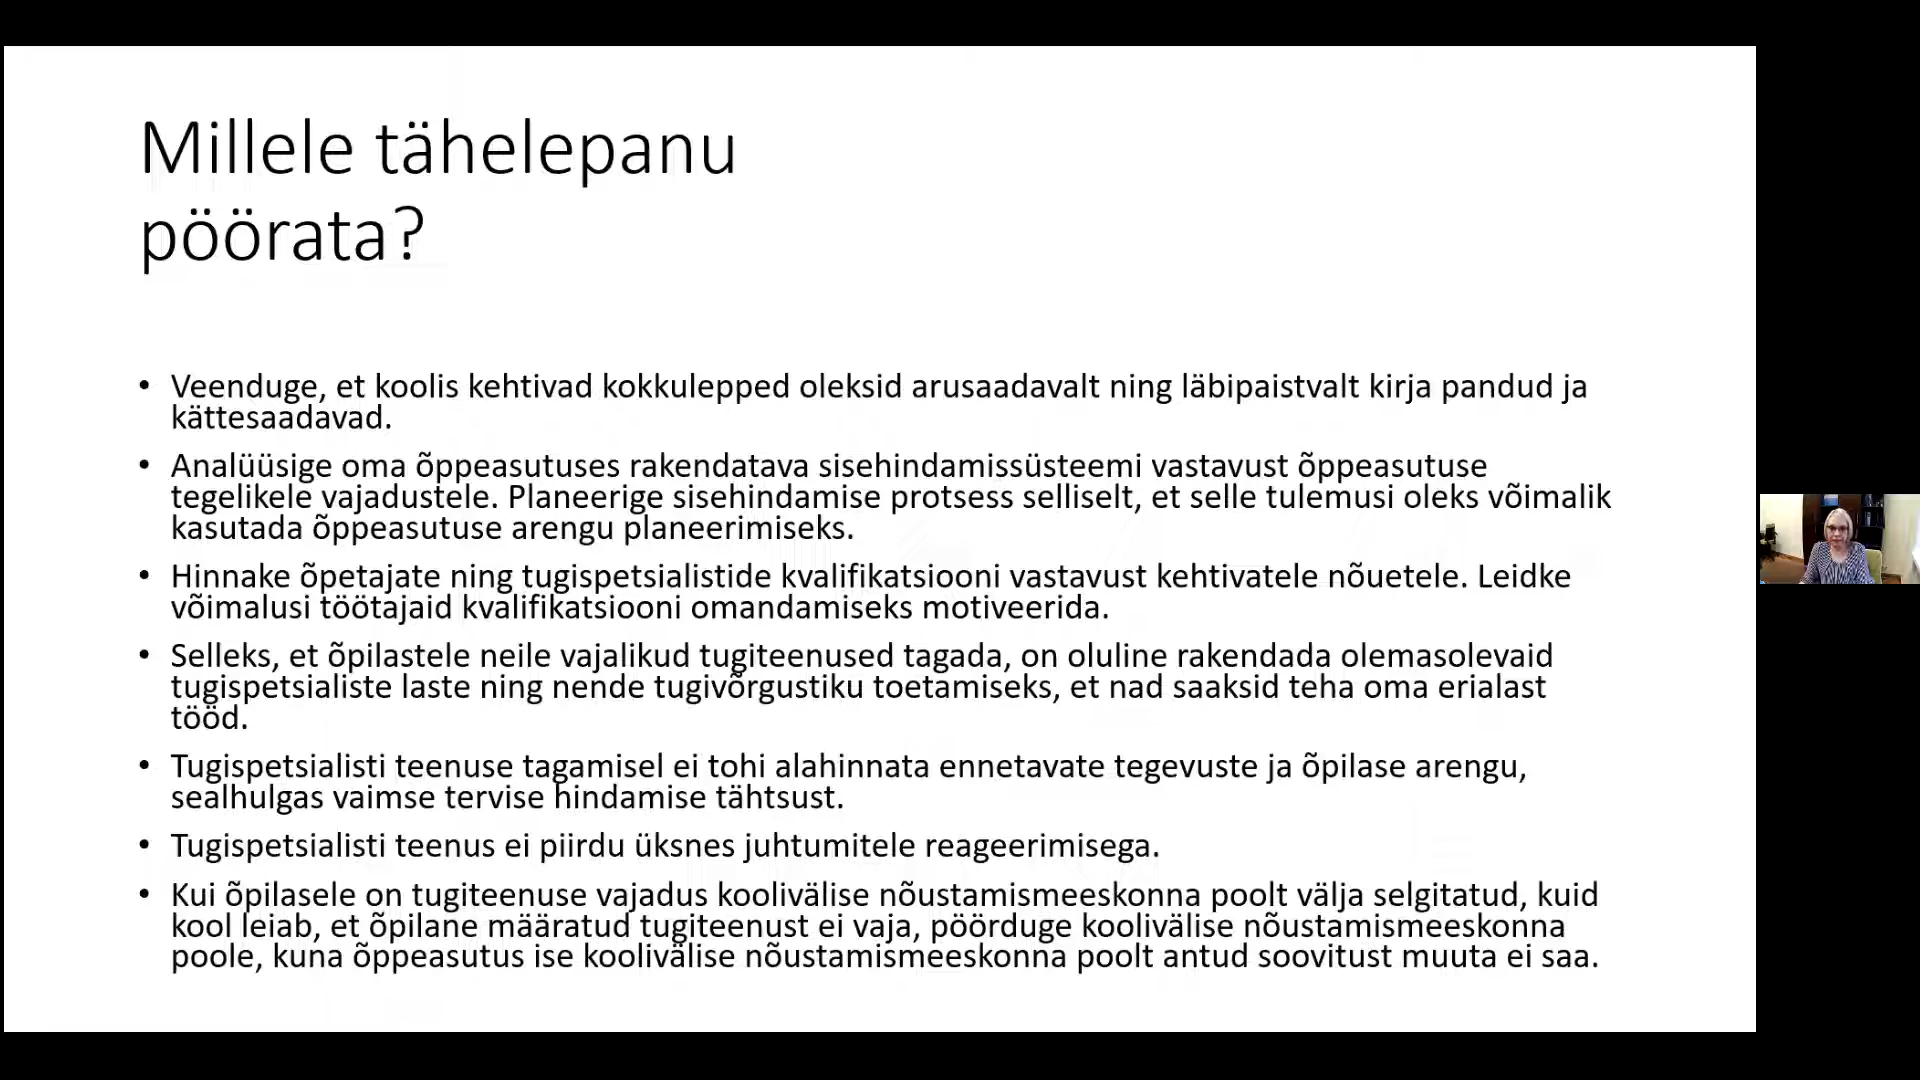 Millele tähelepanu
pöörata?
• Veenduge, et koolis kehtivad kokkulepped oleksid arusaadavalt ning läbipaistvalt kirja pandud ja
kättesaadavad.
• Analüüsige oma õppeasutuses rakendatava sisehindamissüsteemi vastavust õppeasutuse
tegelikele vajadustele. Planeerige sisehindamise protsess selliselt, et selle tulemusi oleks võimalik
kasutada õppeasutuse arengu planeerimiseks.
• Hinnake õpetajate ning tugispetsialistide kvalifikatsiooni vastavust kehtivatele nõuetele. Leidke
võimalusi töötajaid kvalifikatsiooni omandamiseks motiveerida.
• Selleks, et õpilastele neile vajalikud tugiteenused tagada, on oluline rakendada olemasolevaid
tugispetsialiste laste ning nende tugivõrgustiku toetamiseks, et nad saaksid teha oma erialast
tööd.
• Tugispetsialisti teenuse tagamisel ei tohi alahinnata ennetavate tegevuste ja õpilase arengu,
sealhulgas vaimse tervise hindamise tähtsust.
• Tugispetsialisti teenus ei piirdu üksnes juhtumitele reageerimisega.
• Kui õpilasele on tugiteenuse vajadus koolivälise nõustamismeeskonna poolt välja selgitatud, kuid
kool leiab, et õpilane määratud tugiteenust ei vaja, pöörduge koolivälise nõustamismeeskonna
poole, kuna õppeasutus ise koolivälise nõustamismeeskonna poolt antud soovitust muuta ei saa.